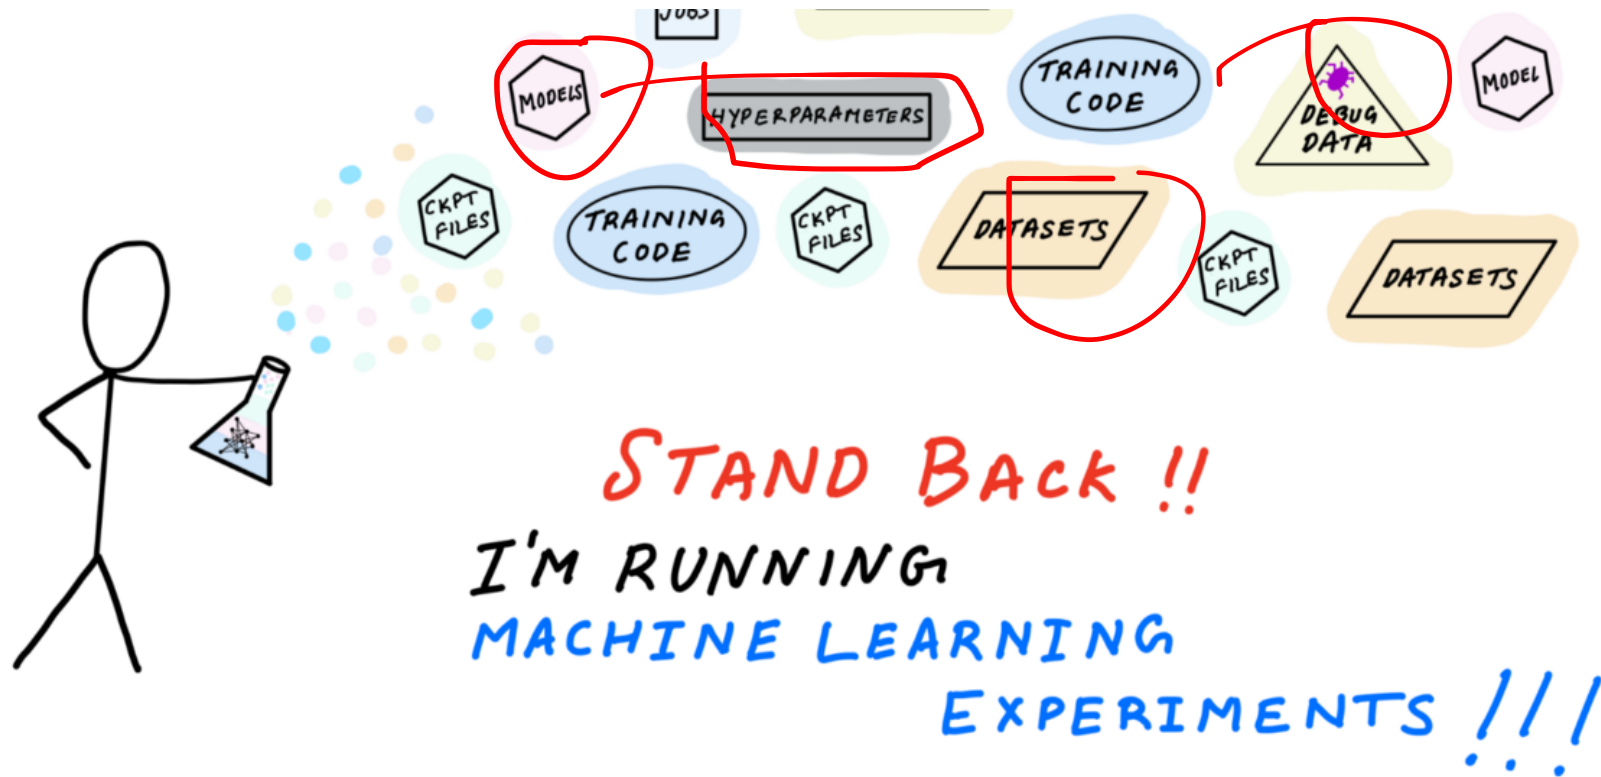 JOBS
MODELS
HYPERPARAMETERS
TRAINING
CODE
DEBUG
DATA
MODEL
CKPT
FILES
TRAINING
CODE
CKPT
FILES
DATASETS
CKPT
FILES
DATASETS
STAND BACK !!
I'M RUNNING
MACHINE LEARNING
EXPERIMENTS !!!